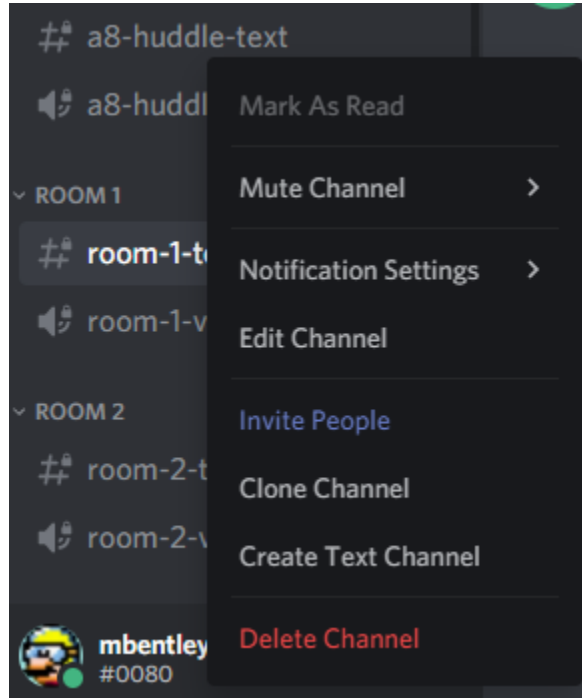 a8-huddle-text
a8-huddl
Mark As Read
ROOM 1
Mute Channel
room-1-t
Notification Settings
room-1-v
Edit Channel
ROOM 2
Invite People
room-2-t
Clone Channel
room-2-v
Create Text Channel
mbentley
#0080
Delete Channel